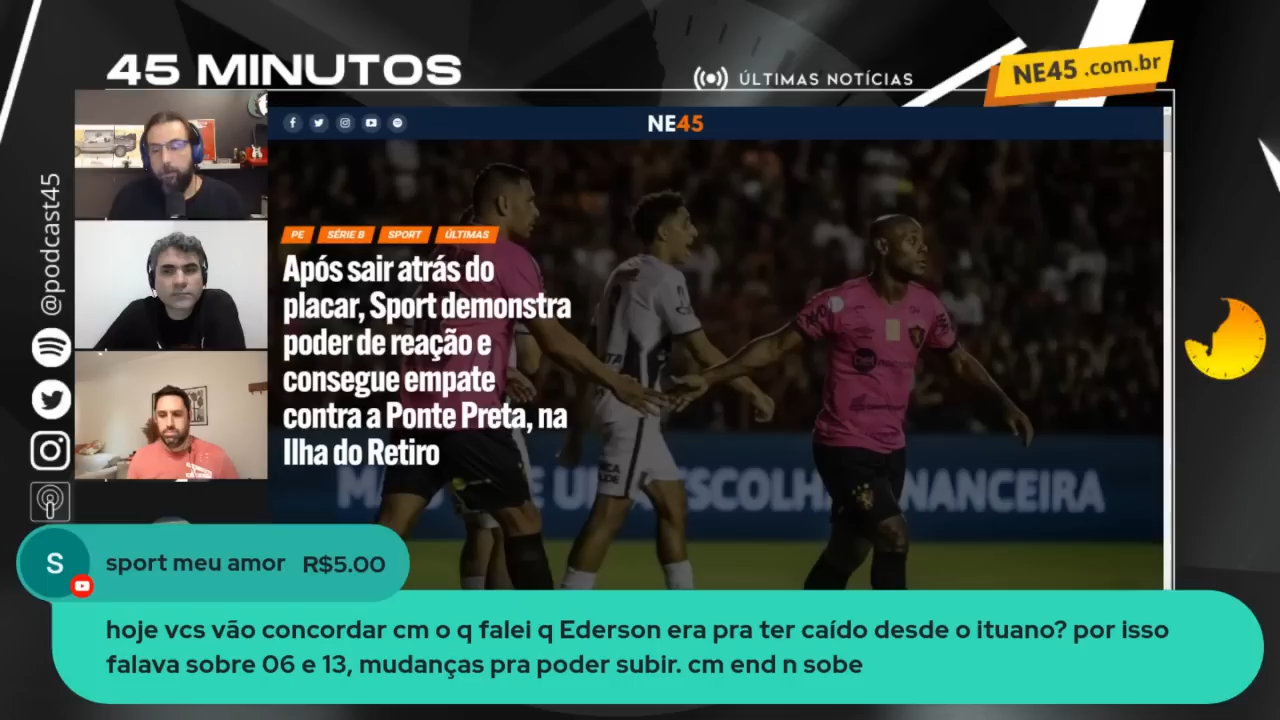 45 MINUTOS
ÚLTIMAS NOTÍCIAS
NE45 .com.br
NE45
@podcast45
PE
SÉRIE B
SPORT
ÚLTIMAS
Após sair atrás do
placar, Sport demonstra
poder de reação e
consegue empate
contra a Ponte Preta, na
Ilha do Retiro
S
sport meu amor R$5.00
hoje vcs vão concordar cm o q falei q Ederson era pra ter caído desde o ituano? por isso
falava sobre 06 e 13, mudanças pra poder subir. cm end n sobe